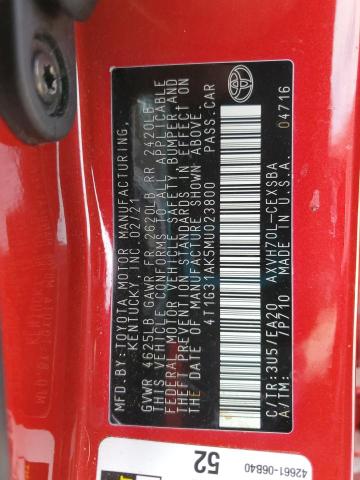 MFD.BY:TOYOTA MOTOR MANUFACTURING,
KENTUCKY, INC. 02/21
GVWR 4625LB GAWR FR 2620LB RR 2420LB
THIS VEHICLE CONFORMS TO ALL APPLICABLE
FEDERAL MOTOR VEHICLE SAFETY, BUMPER AND
THEFT PREVENTION STANDARDS IN EFFECT ON
THE DATE OF MANUFACTURE SHOWN ABOVE.
4T1G31AK5MU023800 PASS.CAR
C/TR:3U5/EA20 AXVH70L-CEXSBA
A/TM: /P710 MADE IN U.S.A.
04716
TOYOTA
52
42661-06B40